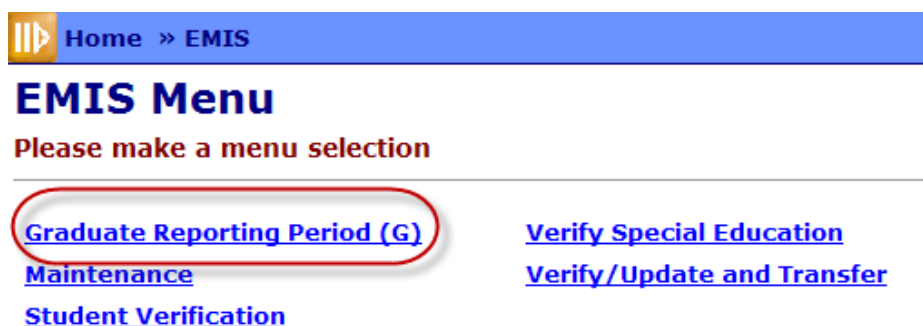 Home » EMIS
EMIS Menu
Please make a menu selection
Graduate Reporting Period (G)
Verify Special Education
Maintenance
Verify/Update and Transfer
Student Verification